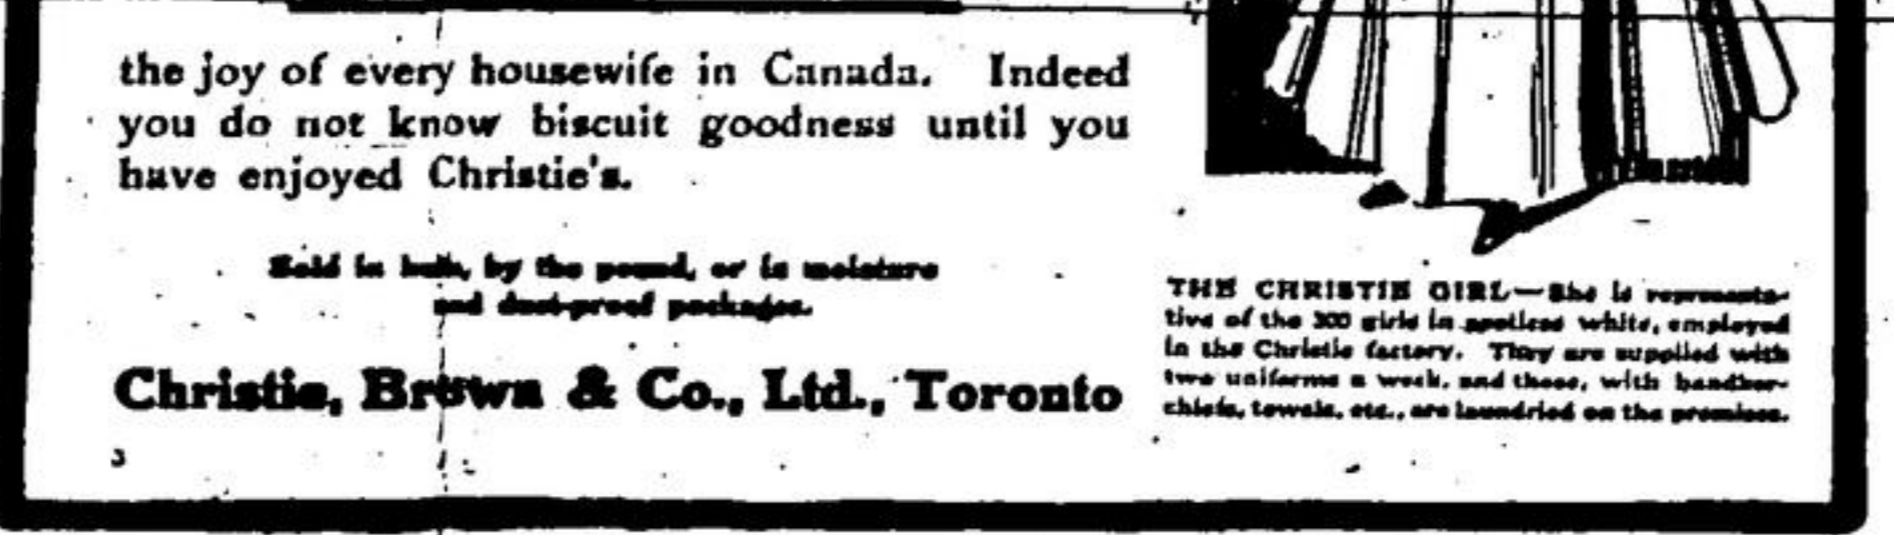 the joy of every housewife in Canada. Indeed
you do not know biscuit goodness until you
have enjoyed Christie's.
Sold in bulk, by the pound, or in moisture
and dust-proof packages.
Christie, Brown & Co., Ltd., Toronto
3
THE CHRISTIE GIRL—She is representa-
tive of the 300 girls in spotless white, employed
in the Christie factory. They are supplied with
two uniforms a week, and these, with handker-
chiefs, towels, etc., are laundried on the premises.